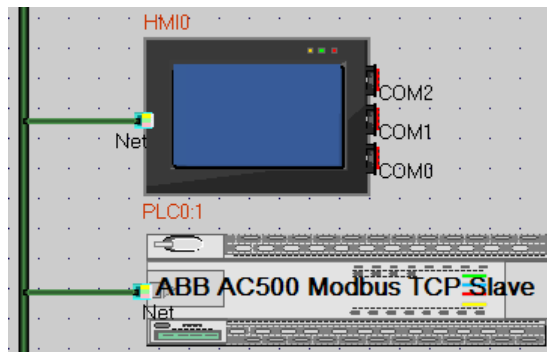 HMI0
COM2
COM1
Net
COM0
PLC0:1
ABB AC500 Modbus TCP Slave
Net